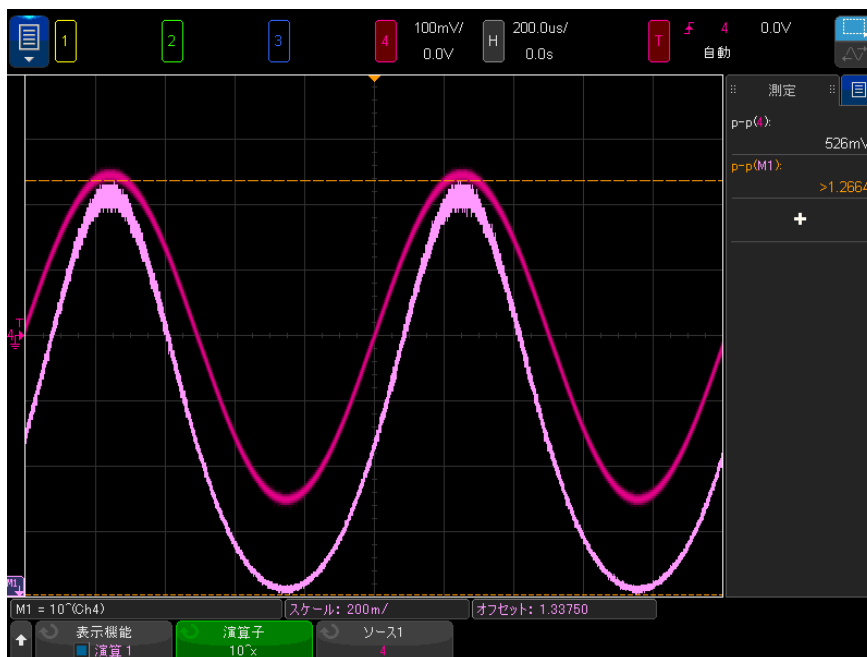 1 2 3 4 100mV/ 0.0V H 200.0us/ 0.0s T 4 0.0V 自動
測定
p-p(4):
526mV
p-p(M1):
>1.2664
+
T
4
M1
M1 = 10^(Ch4) スケール: 200m/ オフセット: 1.33750
表示機能 演算 1
演算子 10^x
ソース1 4